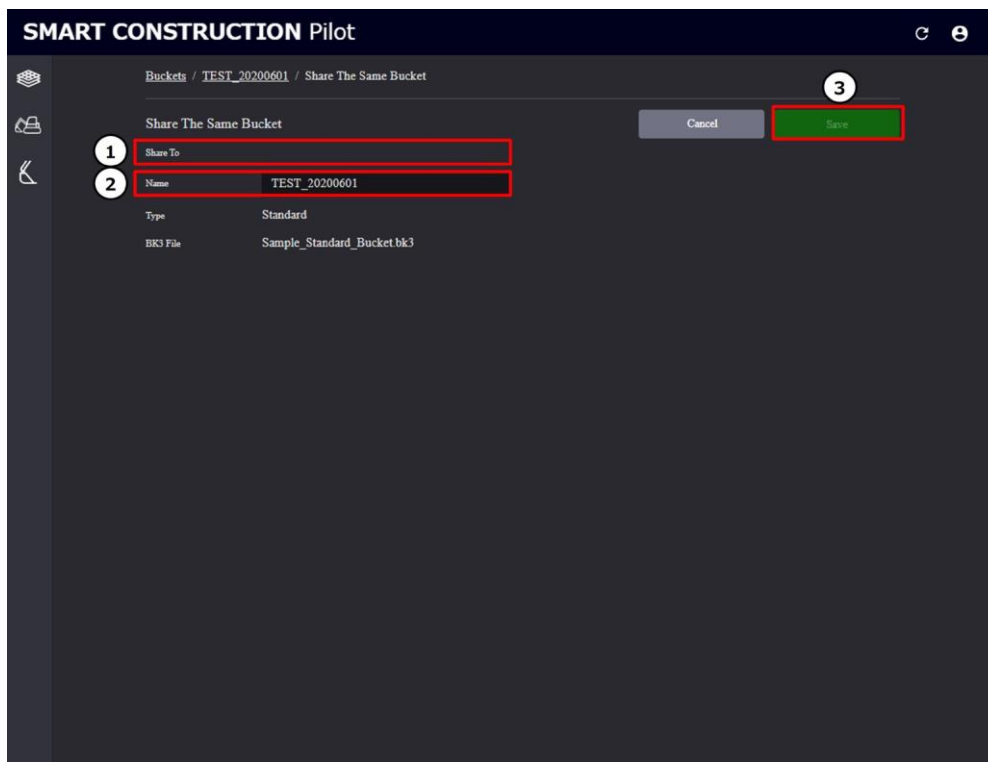 SMART CONSTRUCTION Pilot
Buckets / TEST_20200601 / Share The Same Bucket
3
Share The Same Bucket
Cancel
Save
1
Share To
2
Name
TEST_20200601
Type
Standard
BK3 File
Sample_Standard_Bucket.bk3